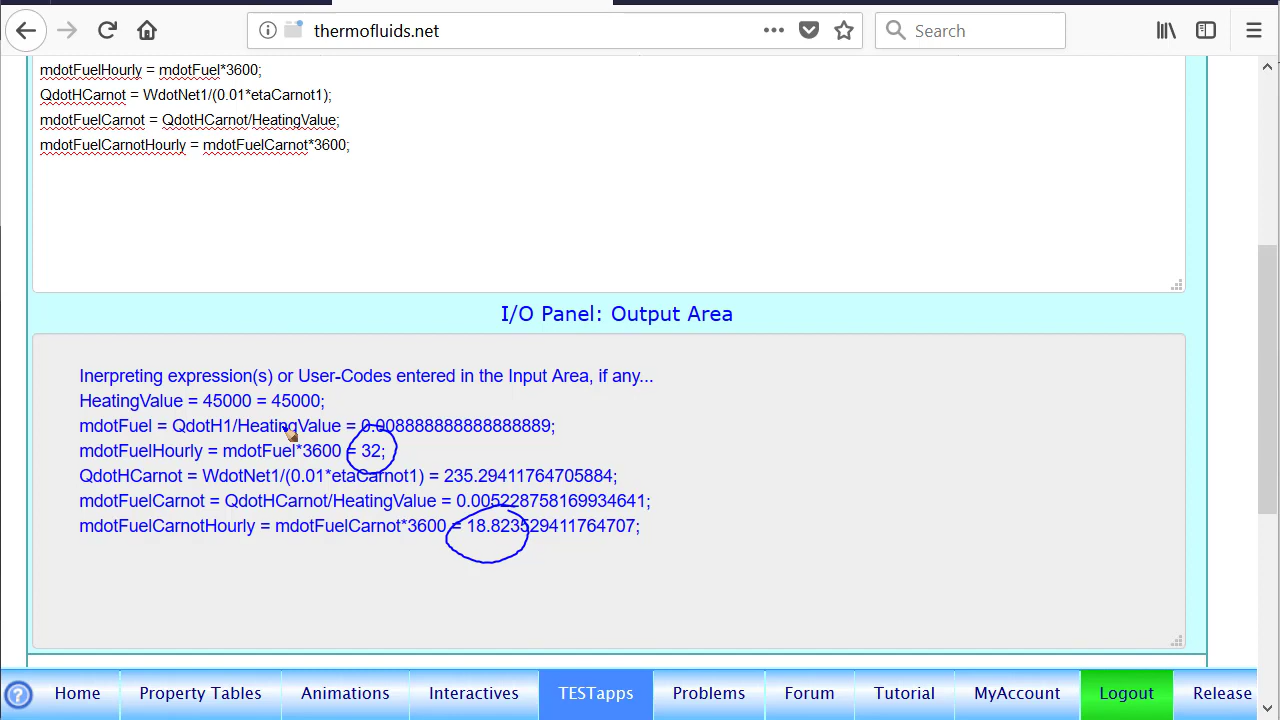 thermofluids.net
Search
mdotFuelHourly = mdotFuel*3600;
QdotHCarnot = WdotNet1/(0.01*etaCarnot1);
mdotFuelCarnot = QdotHCarnot/HeatingValue;
mdotFuelCarnotHourly = mdotFuelCarnot*3600;
I/O Panel: Output Area
Inerpreting expression(s) or User-Codes entered in the Input Area, if any...
HeatingValue = 45000 = 45000;
mdotFuel = QdotH1/HeatingValue = 0.008888888888888889;
mdotFuelHourly = mdotFuel*3600 = 32;
QdotHCarnot = WdotNet1/(0.01*etaCarnot1) = 235.29411764705884;
mdotFuelCarnot = QdotHCarnot/HeatingValue = 0.005228758169934641;
mdotFuelCarnotHourly = mdotFuelCarnot*3600 = 18.823529411764707;
Home Property Tables Animations Interactives TESTapps Problems Forum Tutorial MyAccount Logout Release